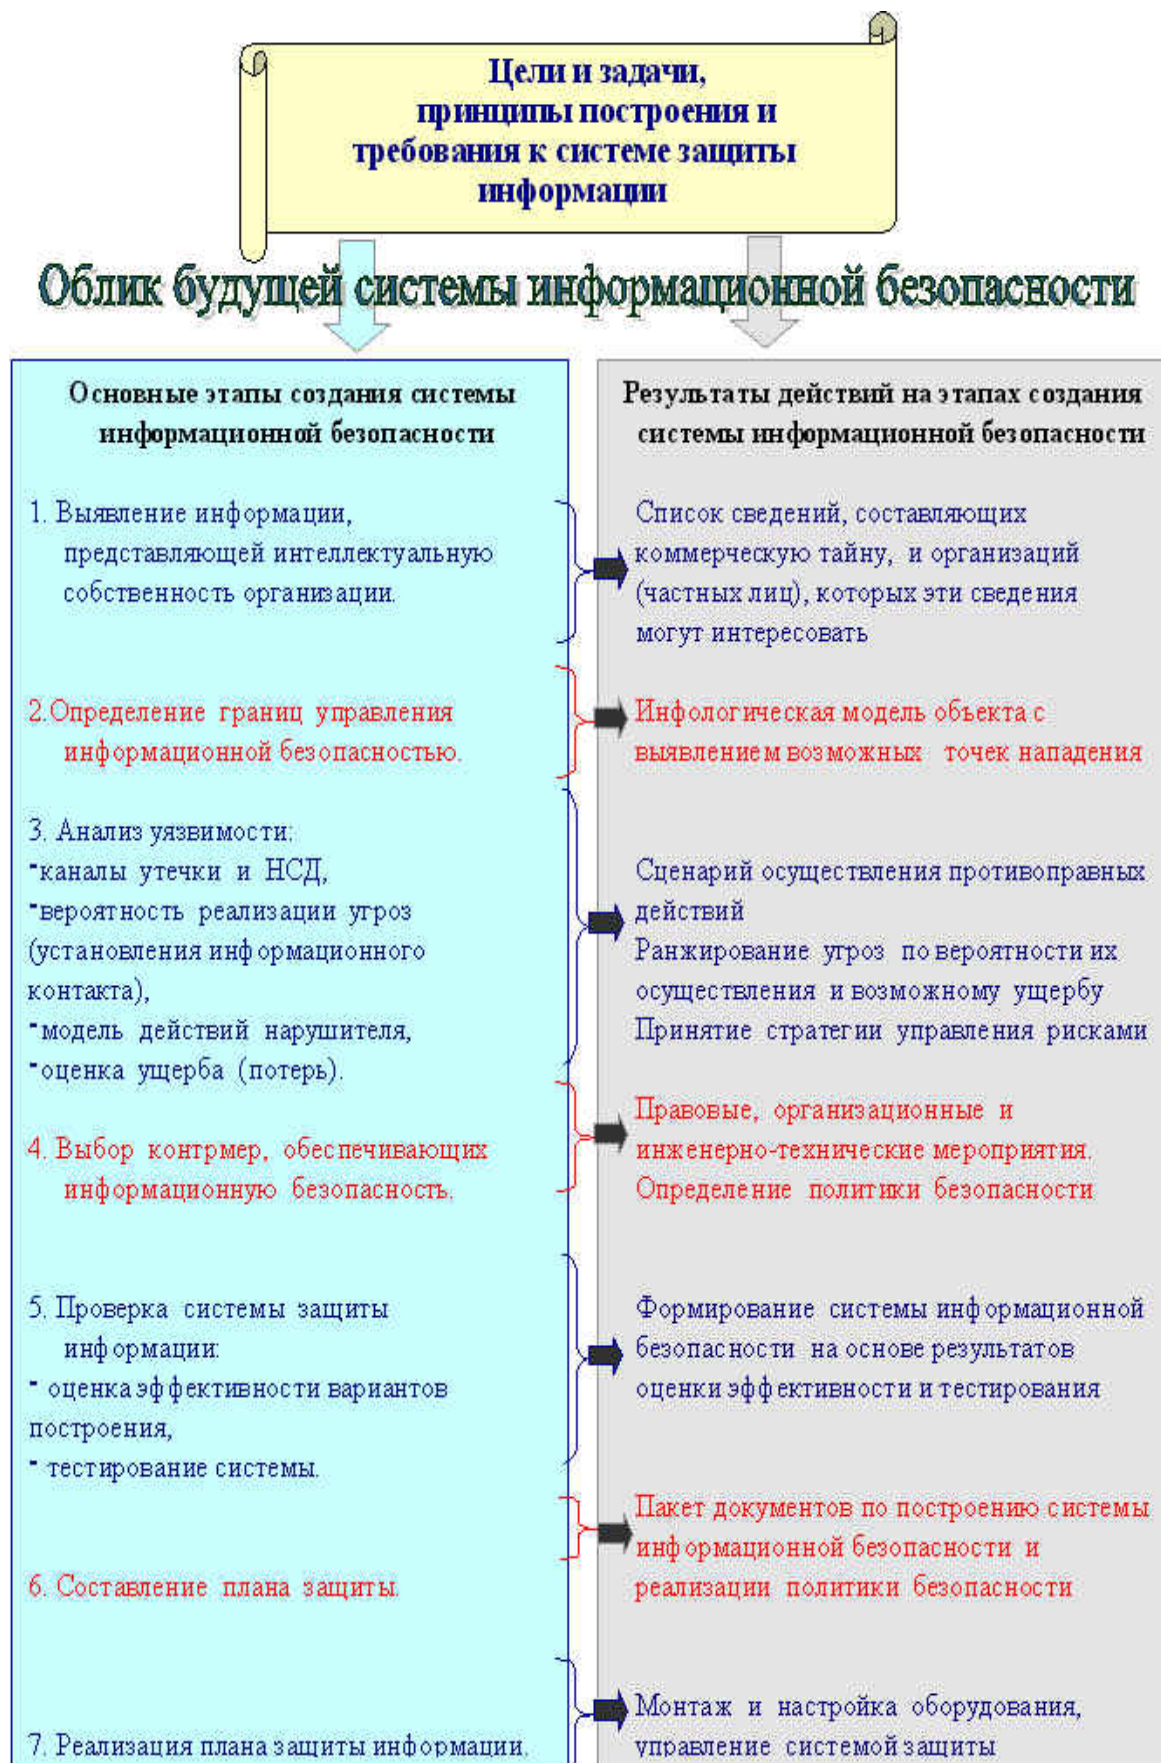 Цели и задачи,
принципы построения и
требования к системе защиты
информации
Облик будущей системы информационной безопасности
Основные этапы создания системы
информационной безопасности
1. Выявление информации,
представляющей интеллектуальную
собственность организации.
2.Определение границ управления
информационной безопасностью.
3. Анализ уязвимости:
-каналы утечки и НСД,
-вероятность реализации угроз
(установления информационного
контакта),
-модель действий нарушителя,
-оценка ущерба (потерь).
4. Выбор контрмер, обеспечивающих
информационную безопасность.
5. Проверка системы защиты
информации:
- оценка эффективности вариантов
построения,
- тестирование системы.
6. Составление плана защиты.
7. Реализация плана защиты информации.
Результаты действий на этапах создания
системы информационной безопасности
Список сведений, составляющих
коммерческую тайну, и организаций
(частных лиц), которых эти сведения
могут интересовать
Инфологическая модель объекта с
выявлением возможных точек нападения
Сценарий осуществления противоправных
действий
Ранжирование угроз по вероятности их
осуществления и возможному ущербу
Принятие стратегии управления рисками
Правовые, организационные и
инженерно-технические мероприятия.
Определение политики безопасности
Формирование системы информационной
безопасности на основе результатов
оценки эффективности и тестирования
Пакет документов по построению системы
информационной безопасности и
реализации политики безопасности
Монтаж и настройка оборудования,
управление системой защиты